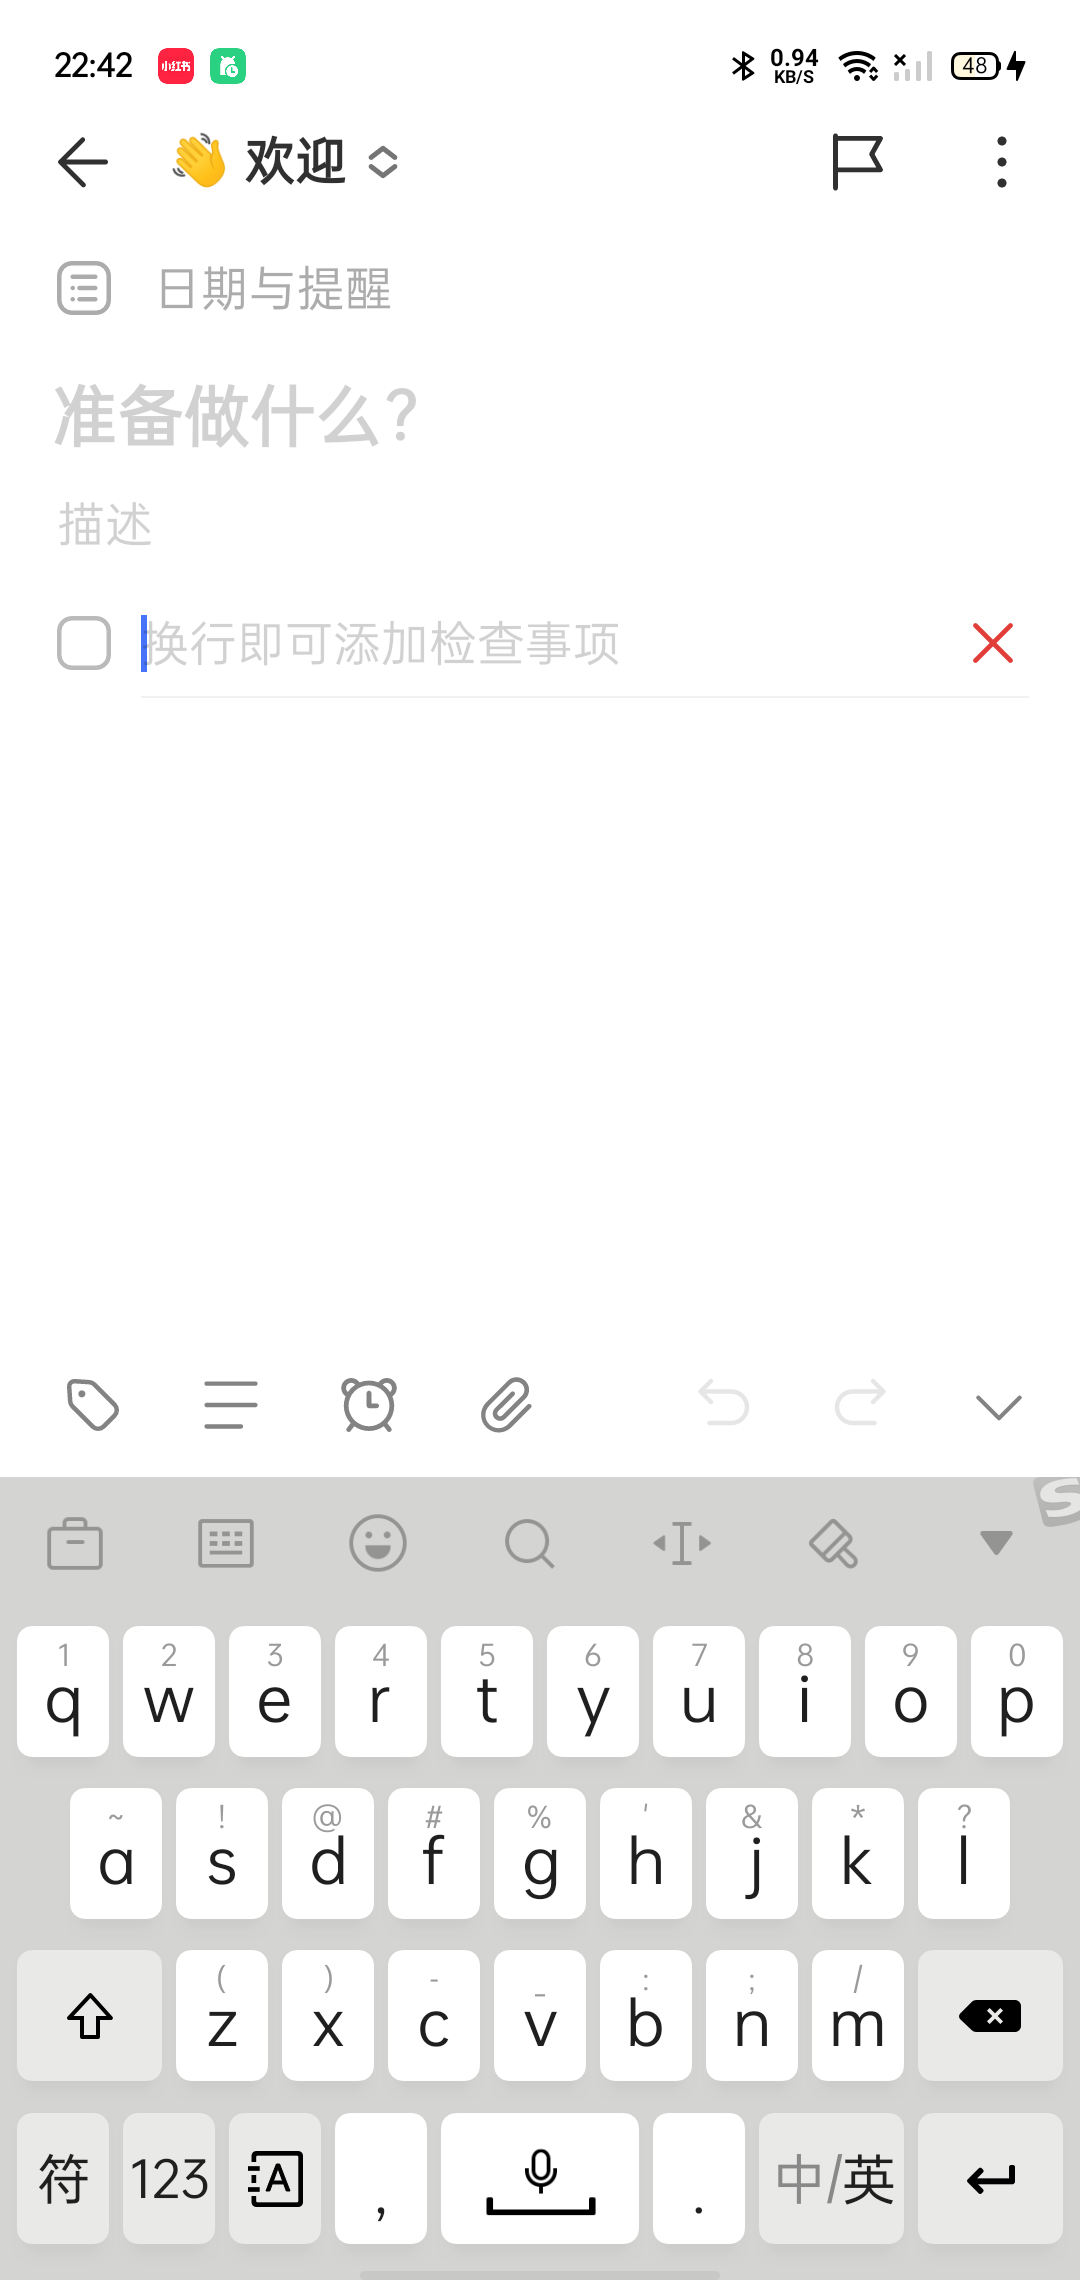 22:42 小红书 0.94 KB/S 48
欢迎
日期与提醒
准备做什么?
描述
换行即可添加检查事项
1 2 3 4 5 6 7 8 9 0
q w e r t y u i o p
~ ! @ # % ' & * ?
a s d f g h j k l
( ) - _ : ; /
z x c v b n m
符 123 A , . 中/英